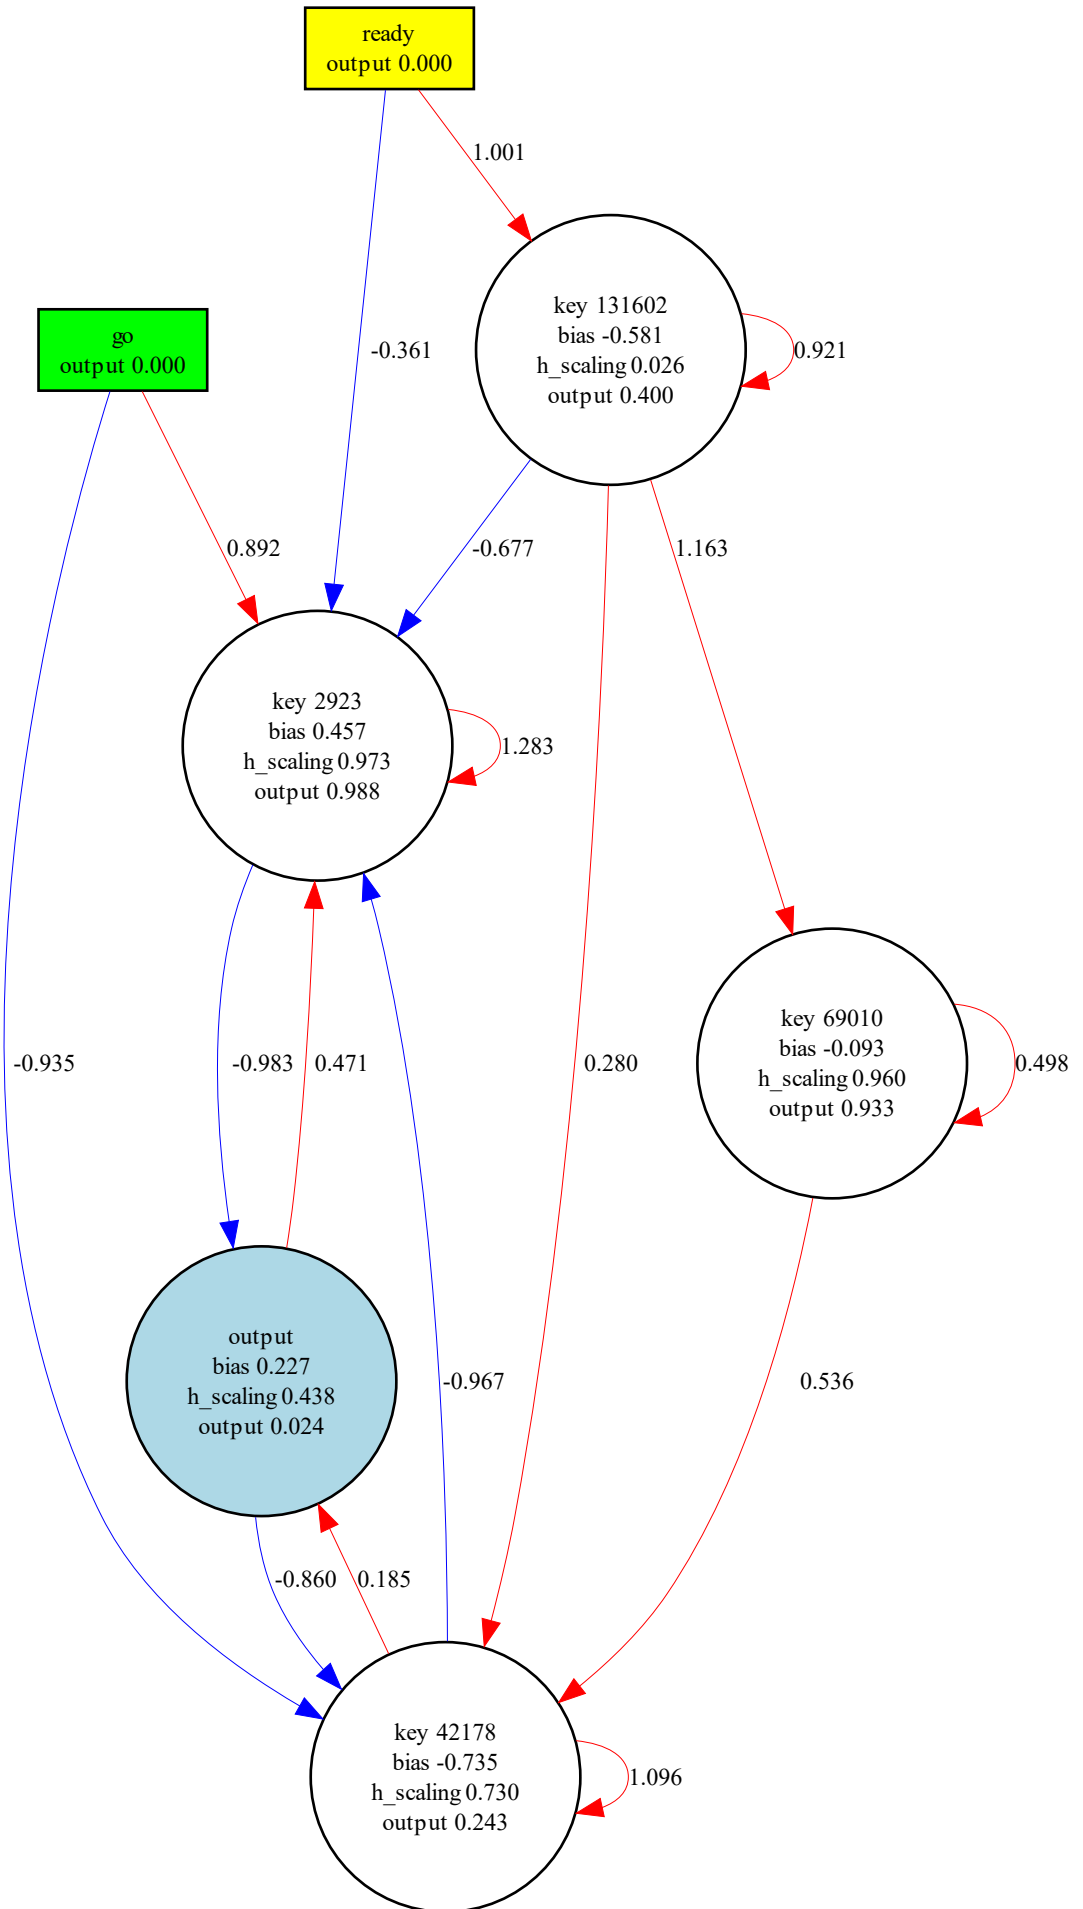 ready
output 0.000
1.001
key 131602
bias -0.581
h_scaling 0.026
output 0.400
0.921
go
output 0.000
-0.361
0.892
-0.677
1.163
key 2923
bias 0.457
h_scaling 0.973
output 0.988
1.283
key 69010
bias -0.093
h_scaling 0.960
output 0.933
0.498
-0.935
-0.983
0.471
0.280
output
bias 0.227
h_scaling 0.438
output 0.024
-0.967
0.536
-0.860
0.185
key 42178
bias -0.735
h_scaling 0.730
output 0.243
1.096